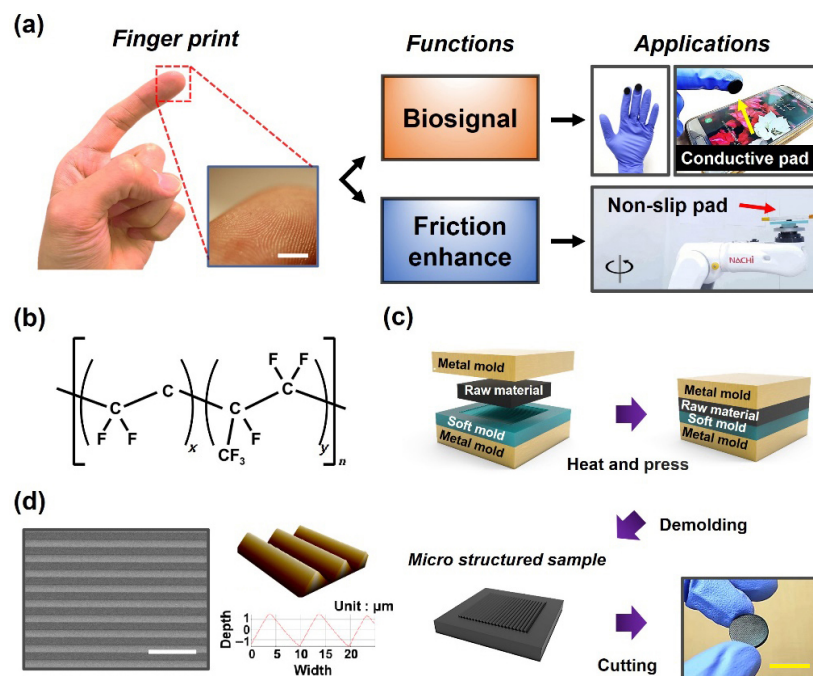 (a)
Finger print
Functions
Applications
Biosignal
Conductive pad
Friction
enhance
Non-slip pad
NACHi
(b)
F F
C C C
C F F C F
CF3
x y n
(c)
Metal mold
Raw material
Soft mold
Metal mold
Metal mold
Raw material
Soft mold
Metal mold
Heat and press
Demolding
(d)
Unit : μm
Depth
1
0
−1
0 5 10 15 20
Width
Micro structured sample
Cutting